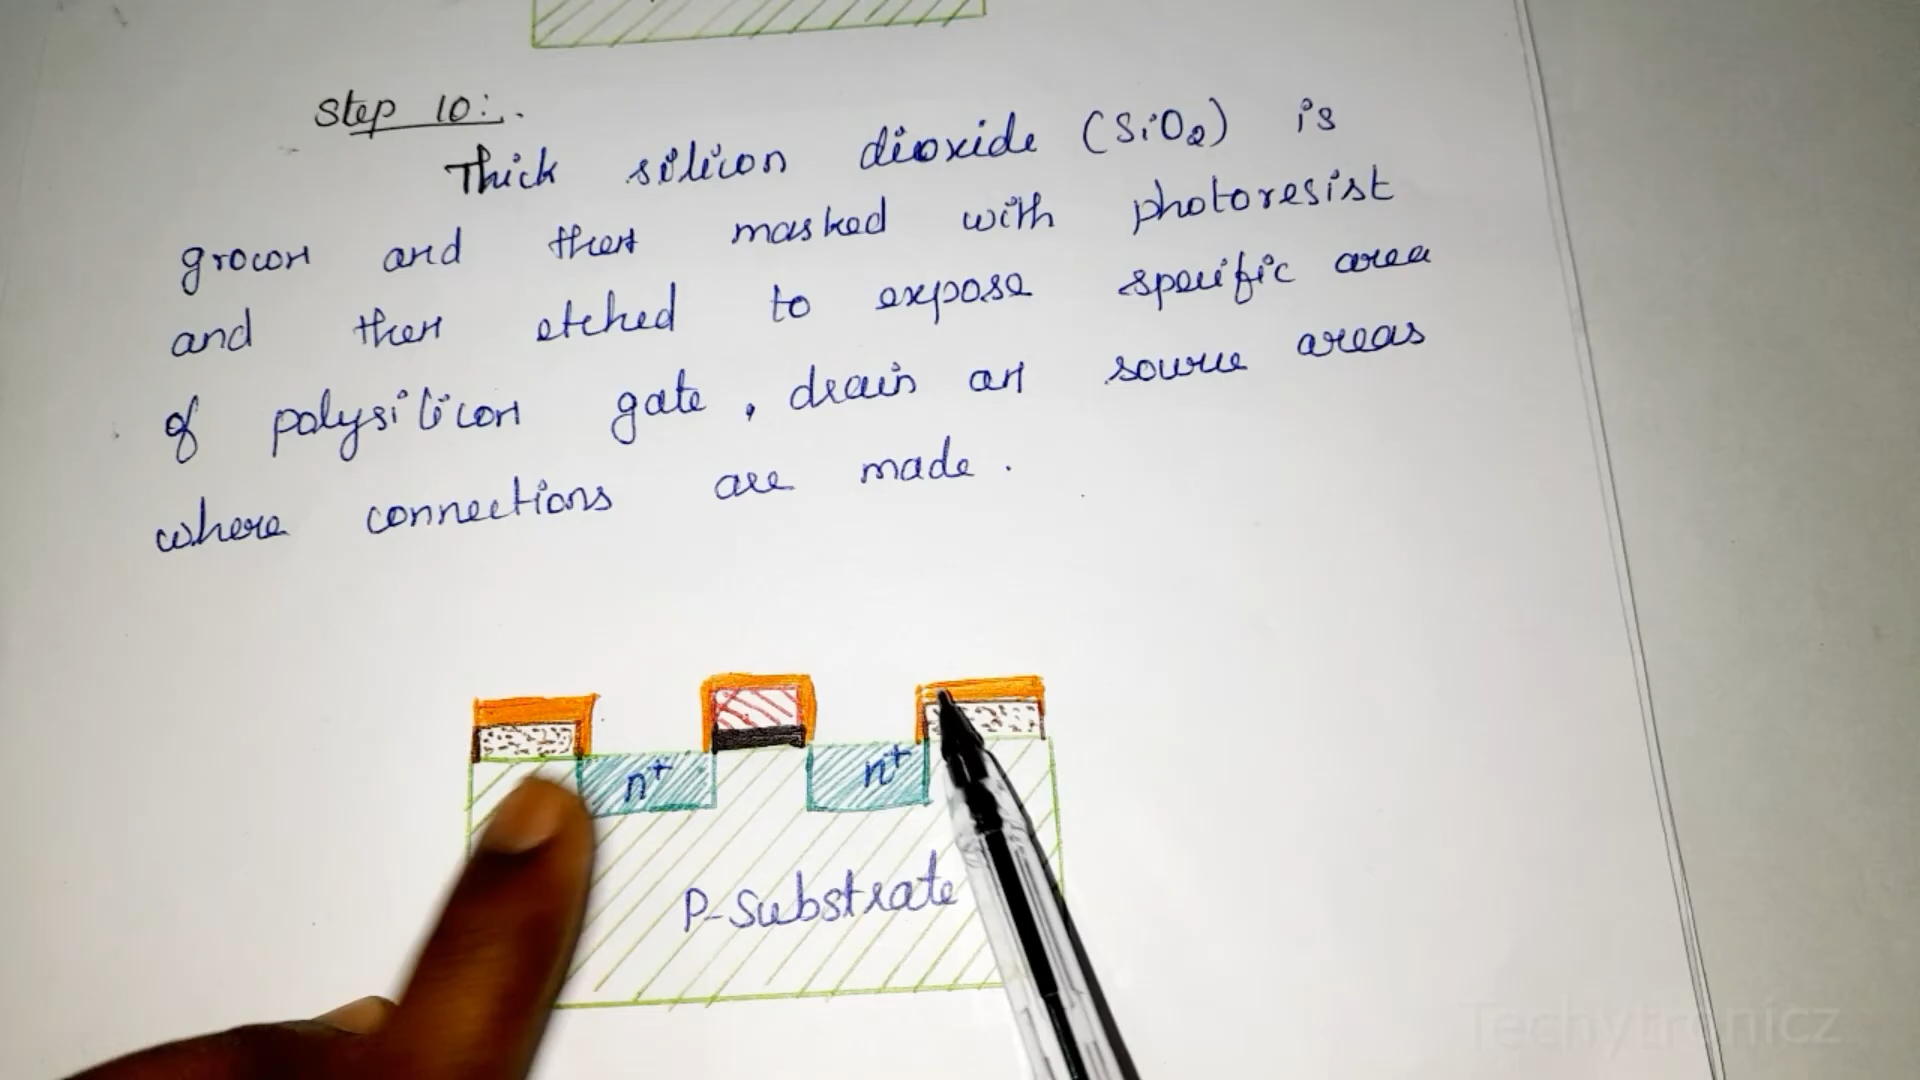 Step 10:.
Thick silicon dioxide (SiO2) is
grown and then masked with photoresist
and then etched to expose specific area
of polysilicon gate, drain an source areas
where connections are made.
n+ n+
P-Substrate
Techytronicz